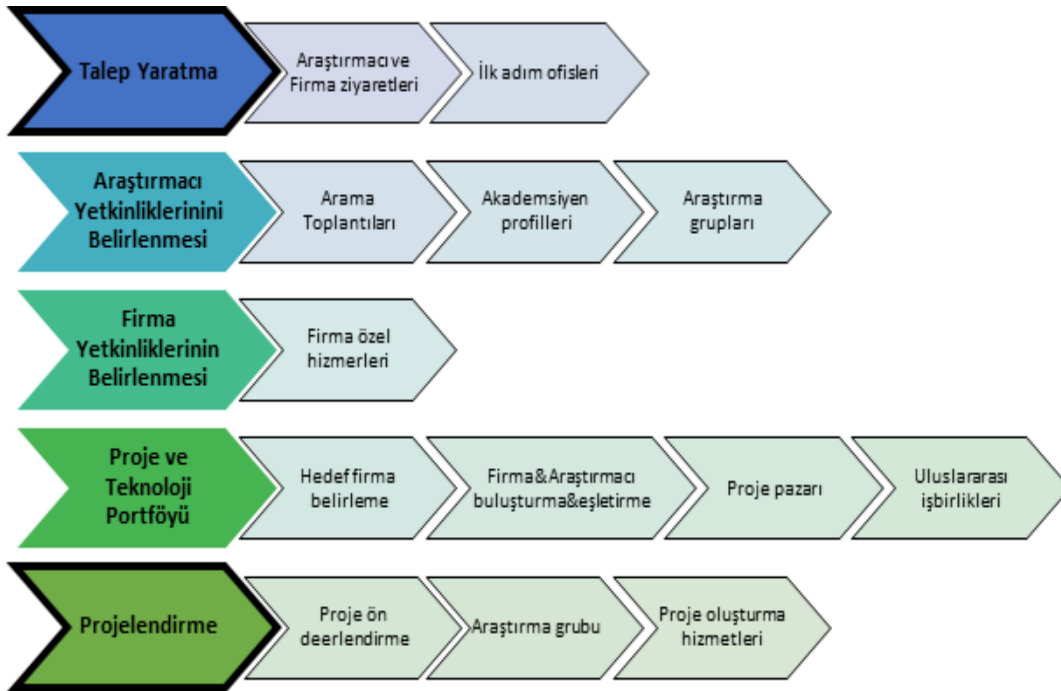 Talep Yaratma
Araştırmacı ve
Firma ziyaretleri
İlk adım ofisleri
Araştırmacı
Yetkinliklerinini
Belirlenmesi
Arama
Toplantıları
Akademsiyen
profilleri
Araştırma
grupları
Firma
Yetkinliklerinin
Belirlenmesi
Firma özel
hizmerleri
Proje ve
Teknoloji
Portföyü
Hedef firma
belirleme
Firma&Araştırmacı
buluşturma&eşletirme
Proje pazarı
Uluslararası
işbirlikleri
Projelendirme
Proje ön
deerlendirme
Araştırma grubu
Proje oluşturma
hizmetleri